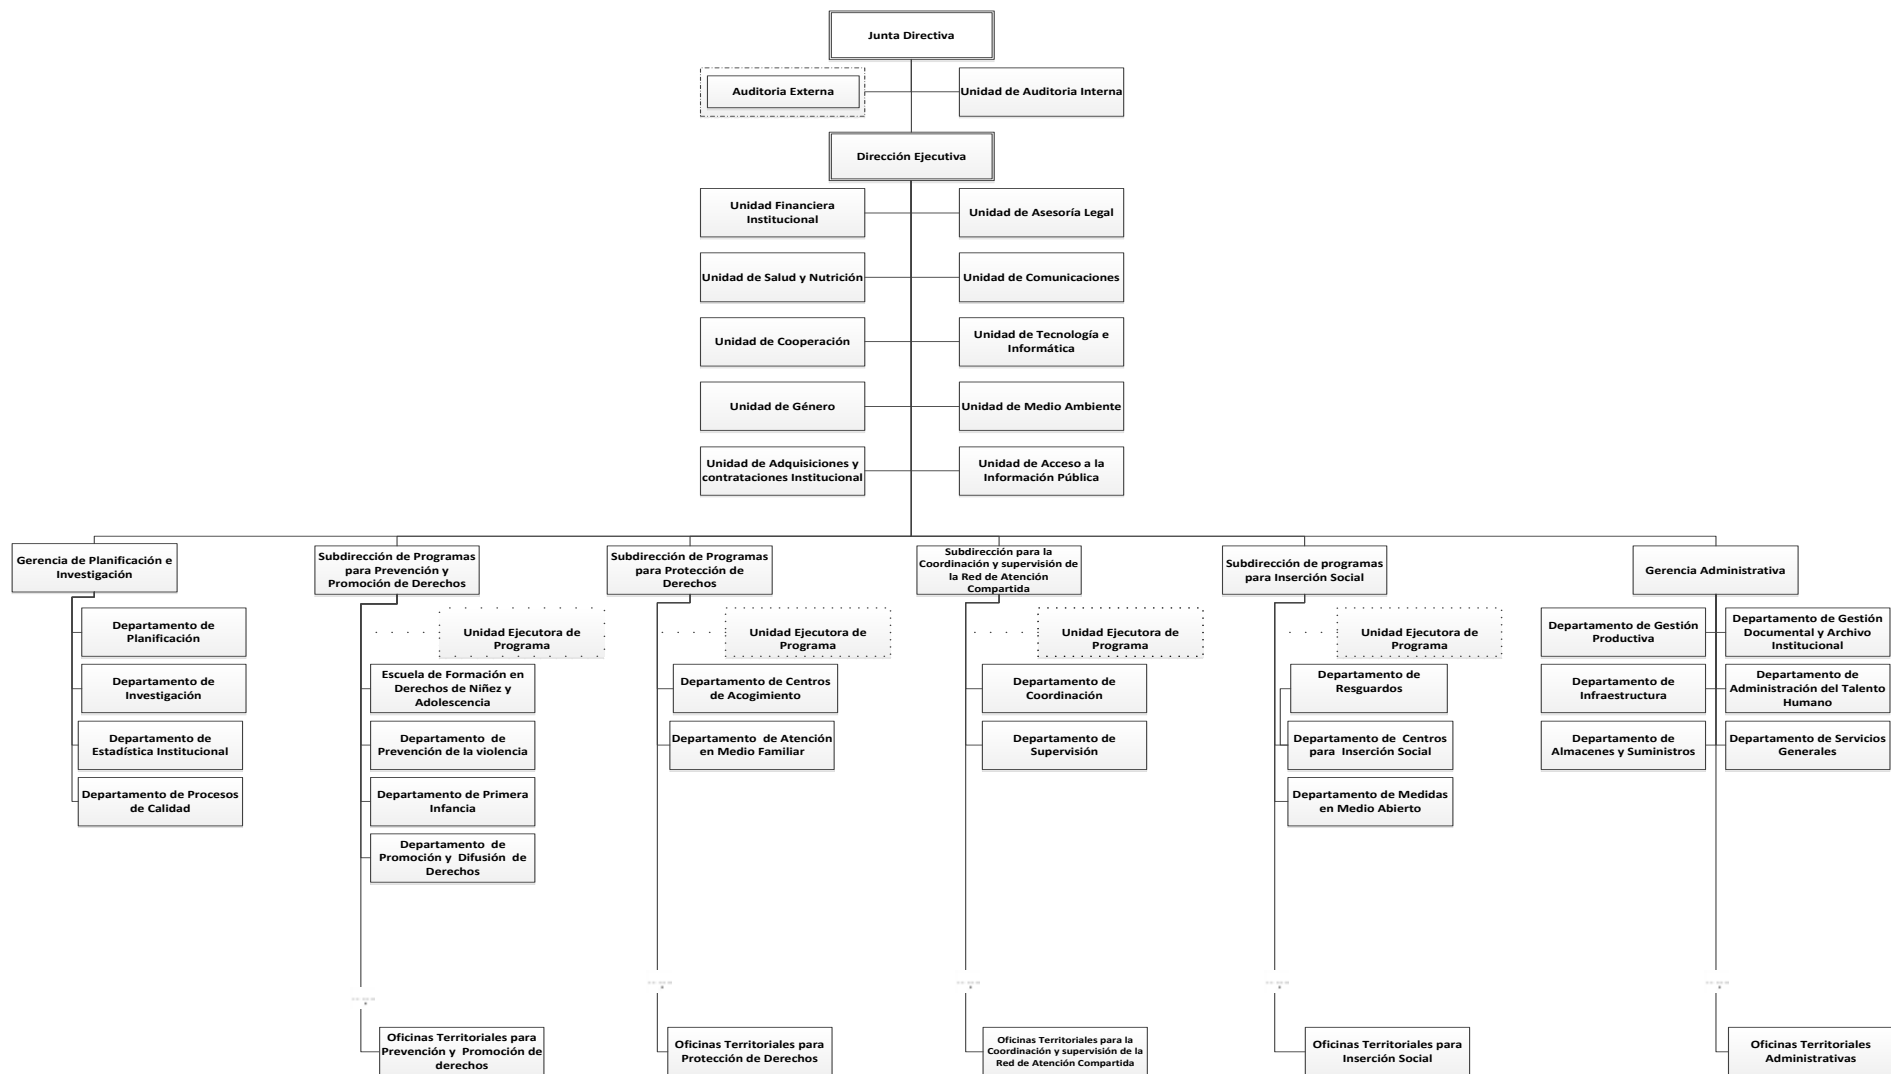 Junta Directiva
Auditoria Externa
Unidad de Auditoria Interna
Dirección Ejecutiva
Unidad Financiera
Institucional
Unidad de Asesoría Legal
Unidad de Salud y Nutrición
Unidad de Comunicaciones
Unidad de Cooperación
Unidad de Tecnología e
Informática
Unidad de Género
Unidad de Medio Ambiente
Unidad de Adquisiciones y
contrataciones Institucional
Unidad de Acceso a la
Información Pública
Gerencia de Planificación e
Investigación
Departamento de
Planificación
Departamento de
Investigación
Departamento de
Estadística Institucional
Departamento de Procesos
de Calidad
Subdirección de Programas
para Prevención y
Promoción de Derechos
Unidad Ejecutora de
Programa
Escuela de Formación en
Derechos de Niñez y
Adolescencia
Departamento de
Prevención de la violencia
Departamento de Primera
Infancia
Departamento de
Promoción y Difusión de
Derechos
Oficinas Territoriales para
Prevención y Promoción de
derechos
Subdirección de Programas
para Protección de
Derechos
Unidad Ejecutora de
Programa
Departamento de Centros
de Acogimiento
Departamento de Atención
en Medio Familiar
Oficinas Territoriales para
Protección de Derechos
Subdirección para la
Coordinación y supervisión de
la Red de Atención
Compartida
Unidad Ejecutora de
Programa
Departamento de
Coordinación
Departamento de
Supervisión
Oficinas Territoriales para la
Coordinación y supervisión de la
Red de Atención Compartida
Subdirección de programas
para Inserción Social
Unidad Ejecutora de
Programa
Departamento de
Resguardos
Departamento de Centros
para Inserción Social
Departamento de Medidas
en Medio Abierto
Oficinas Territoriales para
Inserción Social
Gerencia Administrativa
Departamento de Gestión
Productiva
Departamento de Gestión
Documental y Archivo
Institucional
Departamento de
Infraestructura
Departamento de
Administración del Talento
Humano
Departamento de
Almacenes y Suministros
Departamento de Servicios
Generales
Oficinas Territoriales
Administrativas